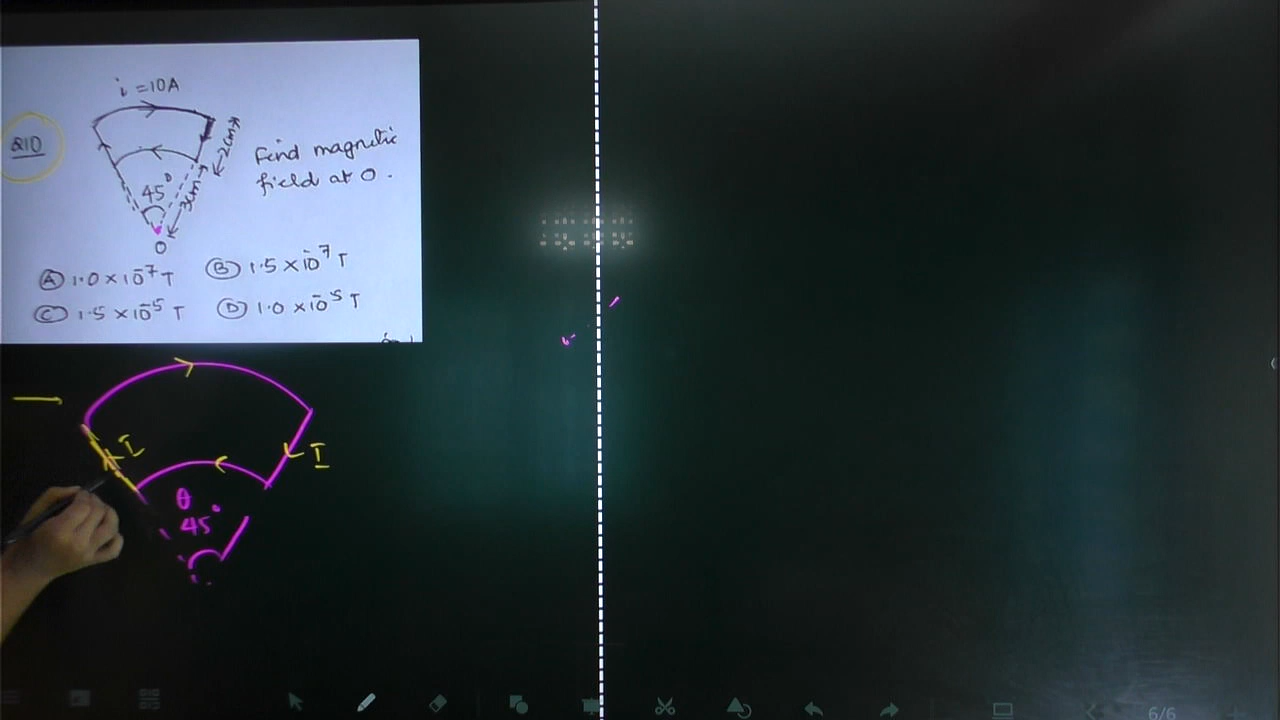 i = 10A
Q10
2cm
Find magnetic
field at O.
45°
3cm
O
Ⓐ 1.0 × 10⁻⁷ T
Ⓑ 1.5 × 10⁻⁷ T
Ⓒ 1.5 × 10⁻⁵ T
Ⓓ 1.0 × 10⁻⁵ T
I
I
θ
45°
6/6